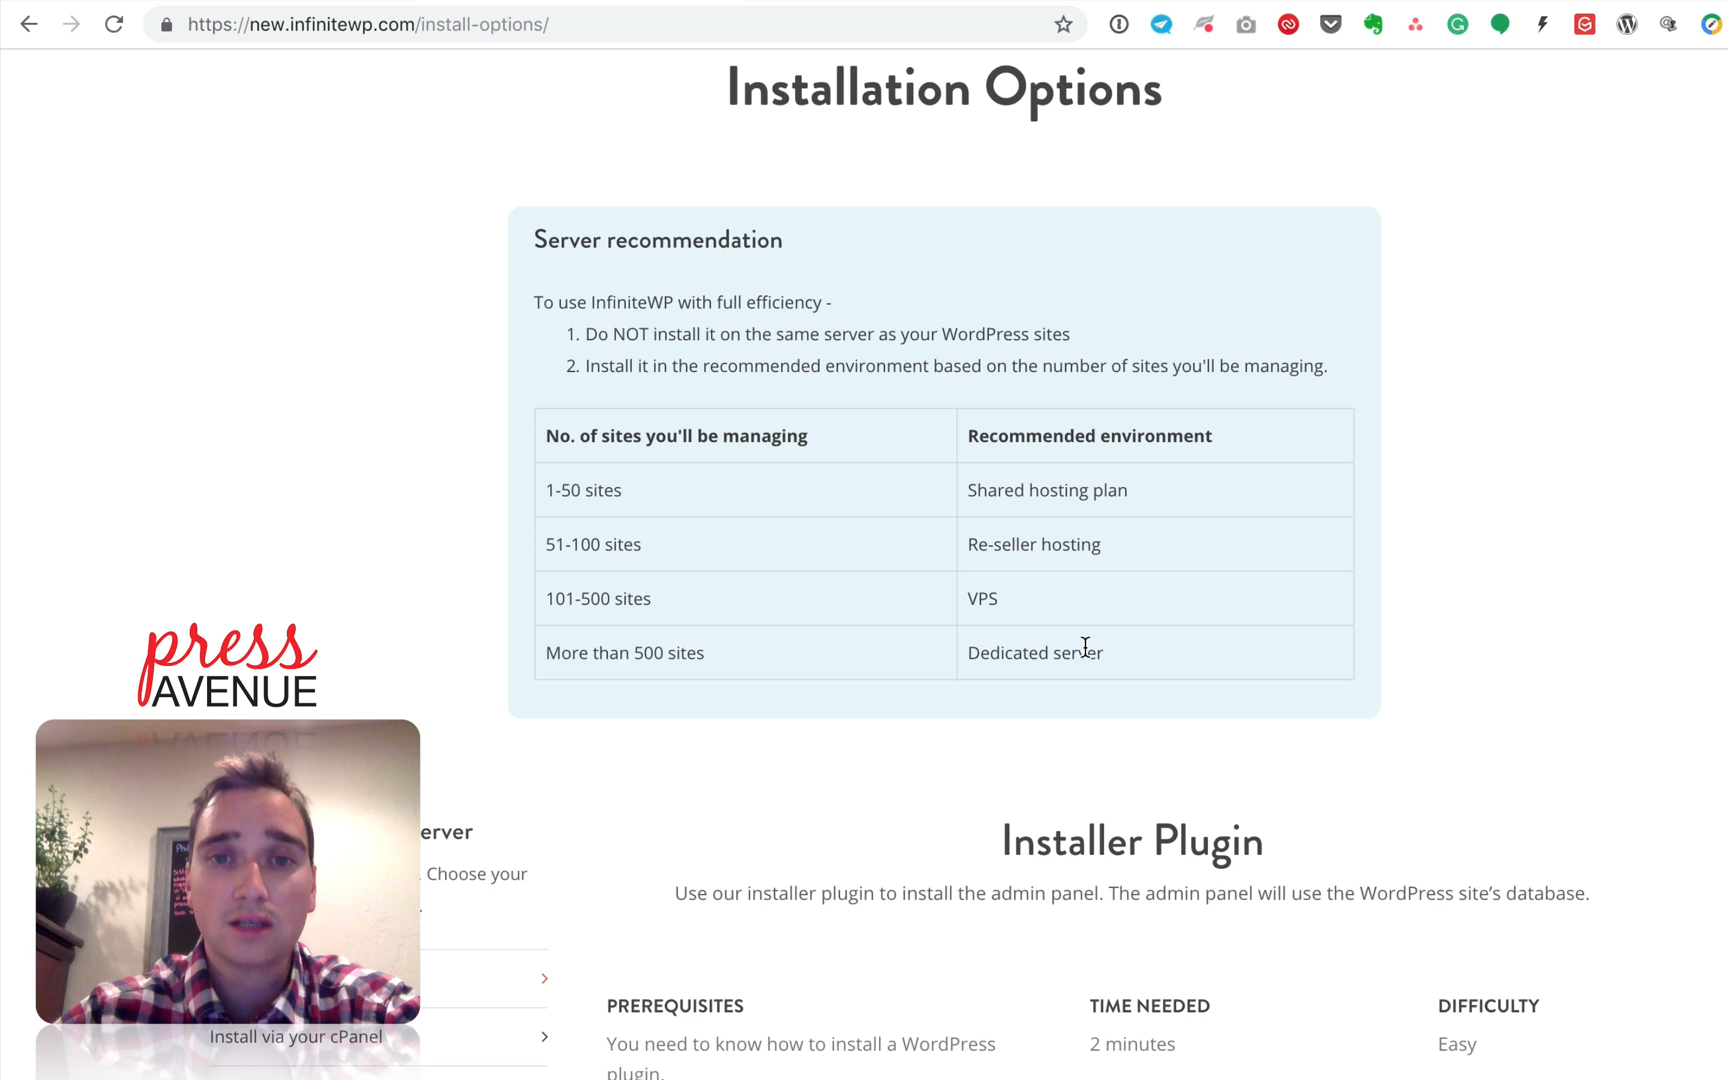 https://new.infinitewp.com/install-options/
Installation Options
Server recommendation
To use InfiniteWP with full efficiency -
1. Do NOT install it on the same server as your WordPress sites
2. Install it in the recommended environment based on the number of sites you'll be managing.
No. of sites you'll be managing Recommended environment
1-50 sites Shared hosting plan
51-100 sites Re-seller hosting
101-500 sites VPS
More than 500 sites Dedicated server
press
AVENUE
erver
. Choose your
Install via your cPanel
Installer Plugin
Use our installer plugin to install the admin panel. The admin panel will use the WordPress site’s database.
PREREQUISITES TIME NEEDED DIFFICULTY
You need to know how to install a WordPress 2 minutes Easy
plugin.